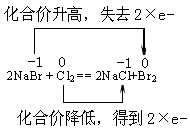 化合价升高，失去2×e-
-1 0 -1 0
2NaBr+Cl₂==2NaCl+Br₂
化合价降低，得到2×e-